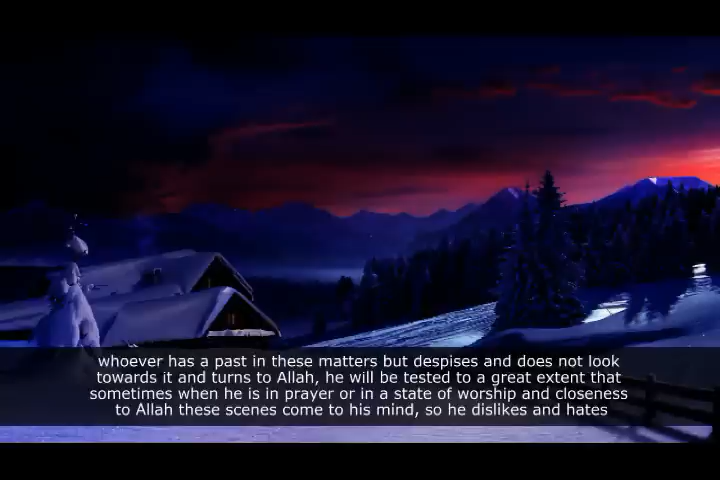 whoever has a past in these matters but despises and does not look
towards it and turns to Allah, he will be tested to a great extent that
sometimes when he is in prayer or in a state of worship and closeness
to Allah these scenes come to his mind, so he dislikes and hates